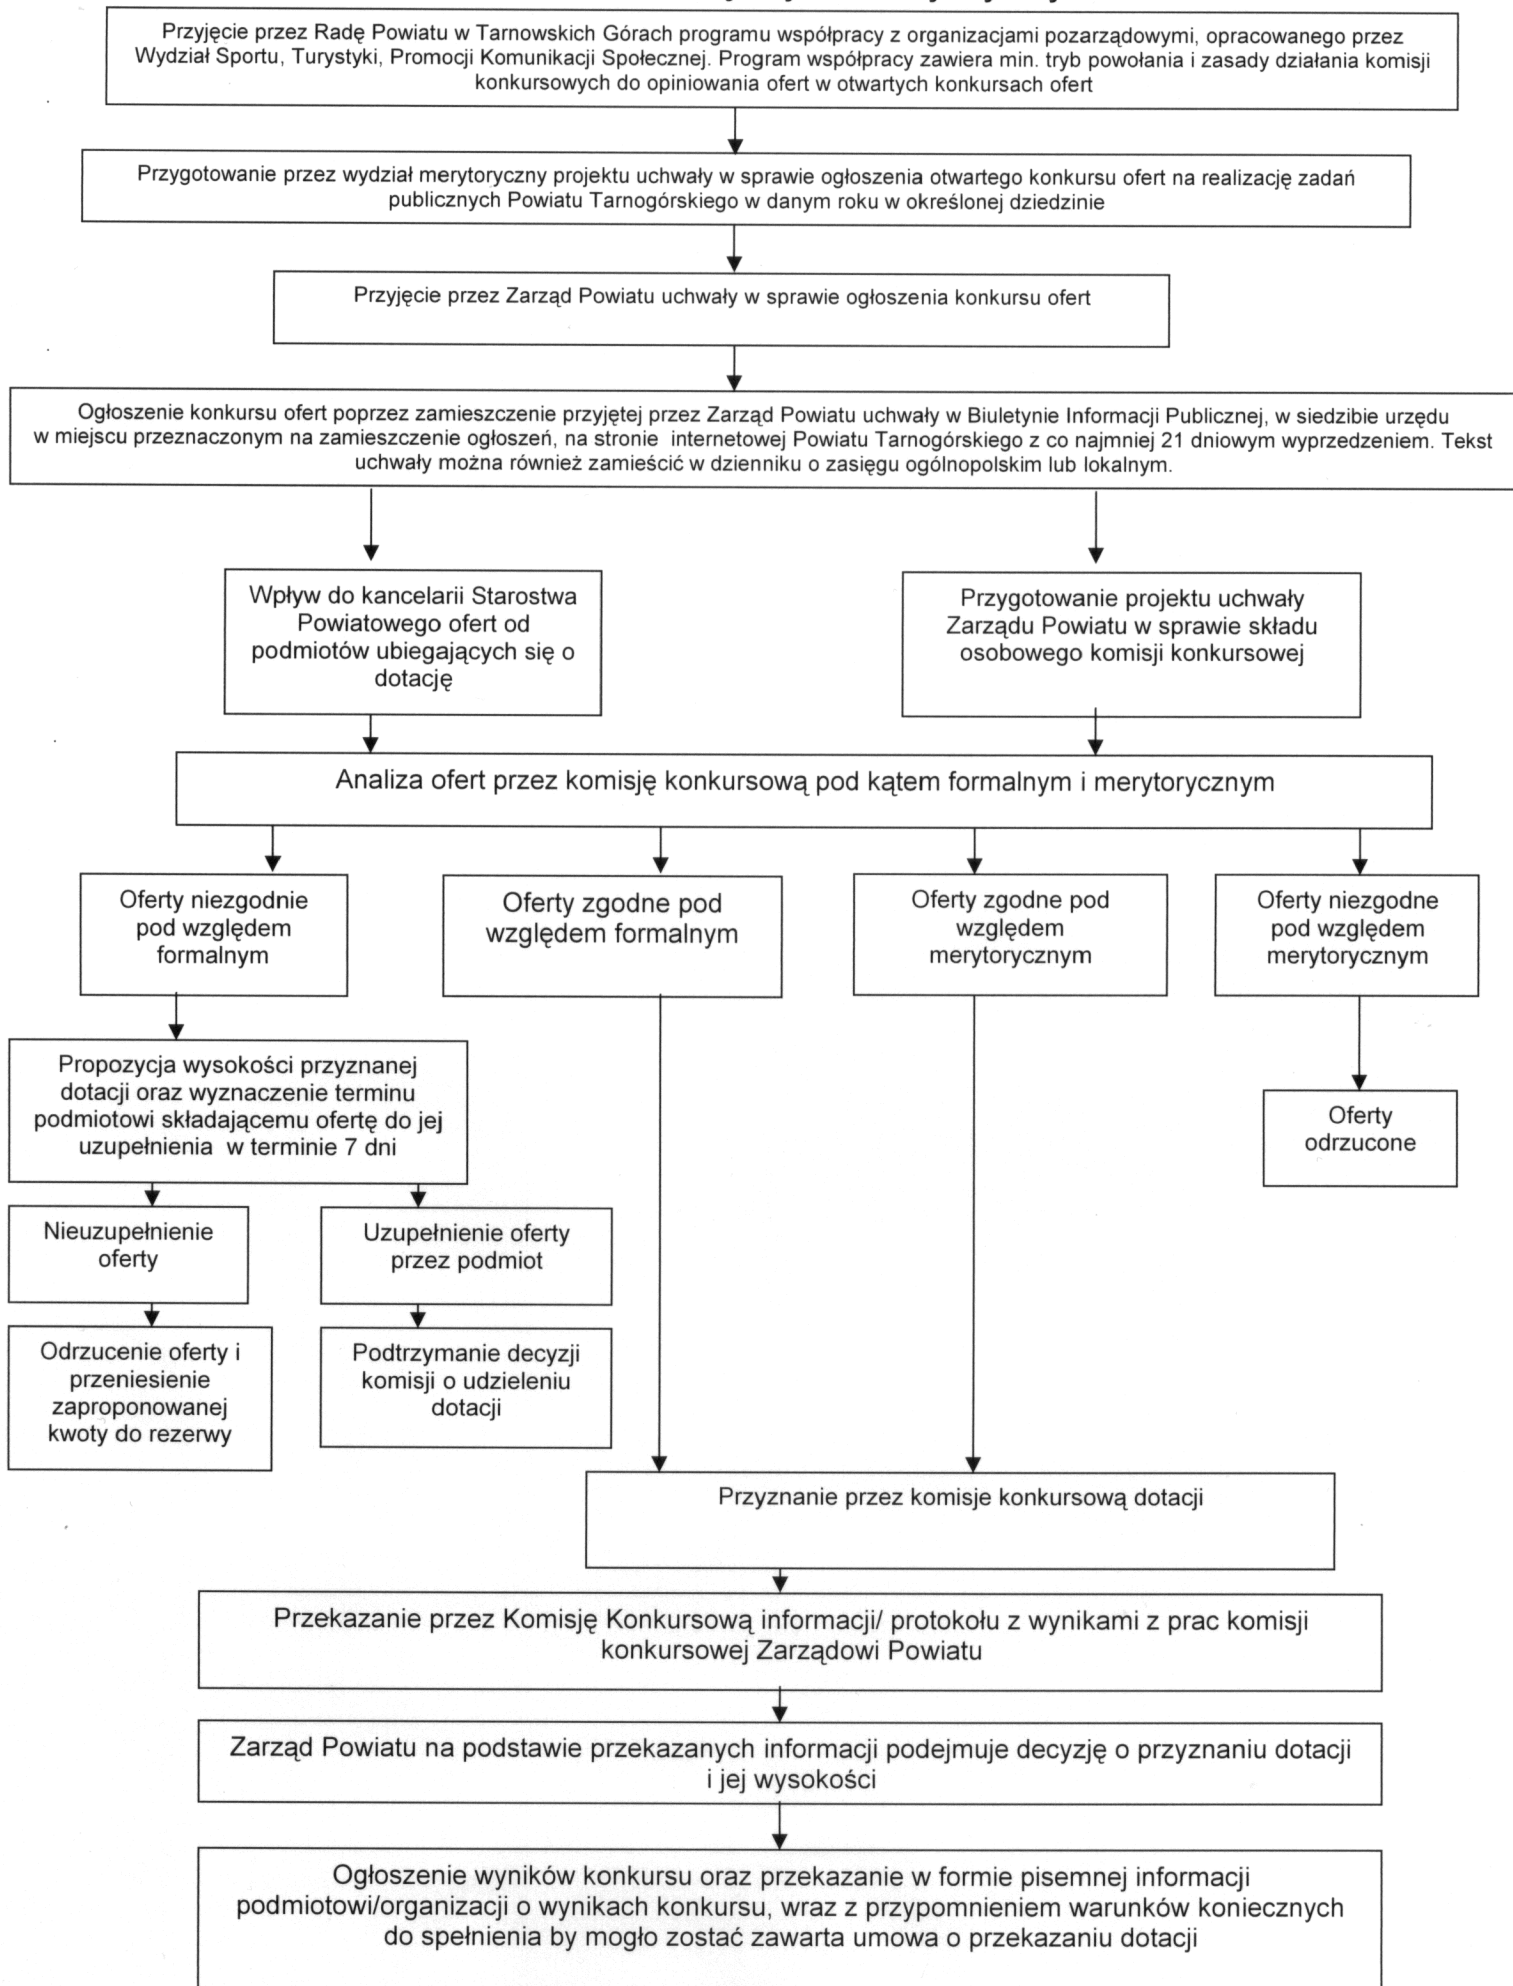 Przyjęcie przez Radę Powiatu w Tarnowskich Górach programu współpracy z organizacjami pozarządowymi, opracowanego przez
Wydział Sportu, Turystyki, Promocji Komunikacji Społecznej. Program współpracy zawiera min. tryb powołania i zasady działania komisji
konkursowych do opiniowania ofert w otwartych konkursach ofert
Przygotowanie przez wydział merytoryczny projektu uchwały w sprawie ogłoszenia otwartego konkursu ofert na realizację zadań
publicznych Powiatu Tarnogórskiego w danym roku w określonej dziedzinie
Przyjęcie przez Zarząd Powiatu uchwały w sprawie ogłoszenia konkursu ofert
Ogłoszenie konkursu ofert poprzez zamieszczenie przyjętej przez Zarząd Powiatu uchwały w Biuletynie Informacji Publicznej, w siedzibie urzędu
w miejscu przeznaczonym na zamieszczenie ogłoszeń, na stronie internetowej Powiatu Tarnogórskiego z co najmniej 21 dniowym wyprzedzeniem. Tekst
uchwały można również zamieścić w dzienniku o zasięgu ogólnopolskim lub lokalnym.
Wpływ do kancelarii Starostwa
Powiatowego ofert od
podmiotów ubiegających się o
dotację
Przygotowanie projektu uchwały
Zarządu Powiatu w sprawie składu
osobowego komisji konkursowej
Analiza ofert przez komisję konkursową pod kątem formalnym i merytorycznym
Oferty niezgodnie
pod względem
formalnym
Oferty zgodne pod
względem formalnym
Oferty zgodne pod
względem
merytorycznym
Oferty niezgodne
pod względem
merytorycznym
Propozycja wysokości przyznanej
dotacji oraz wyznaczenie terminu
podmiotowi składającemu ofertę do jej
uzupełnienia w terminie 7 dni
Oferty
odrzucone
Nieuzupełnienie
oferty
Uzupełnienie oferty
przez podmiot
Odrzucenie oferty i
przeniesienie
zaproponowanej
kwoty do rezerwy
Podtrzymanie decyzji
komisji o udzieleniu
dotacji
Przyznanie przez komisje konkursową dotacji
Przekazanie przez Komisję Konkursową informacji/ protokołu z wynikami z prac komisji
konkursowej Zarządowi Powiatu
Zarząd Powiatu na podstawie przekazanych informacji podejmuje decyzję o przyznaniu dotacji
i jej wysokości
Ogłoszenie wyników konkursu oraz przekazanie w formie pisemnej informacji
podmiotowi/organizacji o wynikach konkursu, wraz z przypomnieniem warunków koniecznych
do spełnienia by mogło zostać zawarta umowa o przekazaniu dotacji